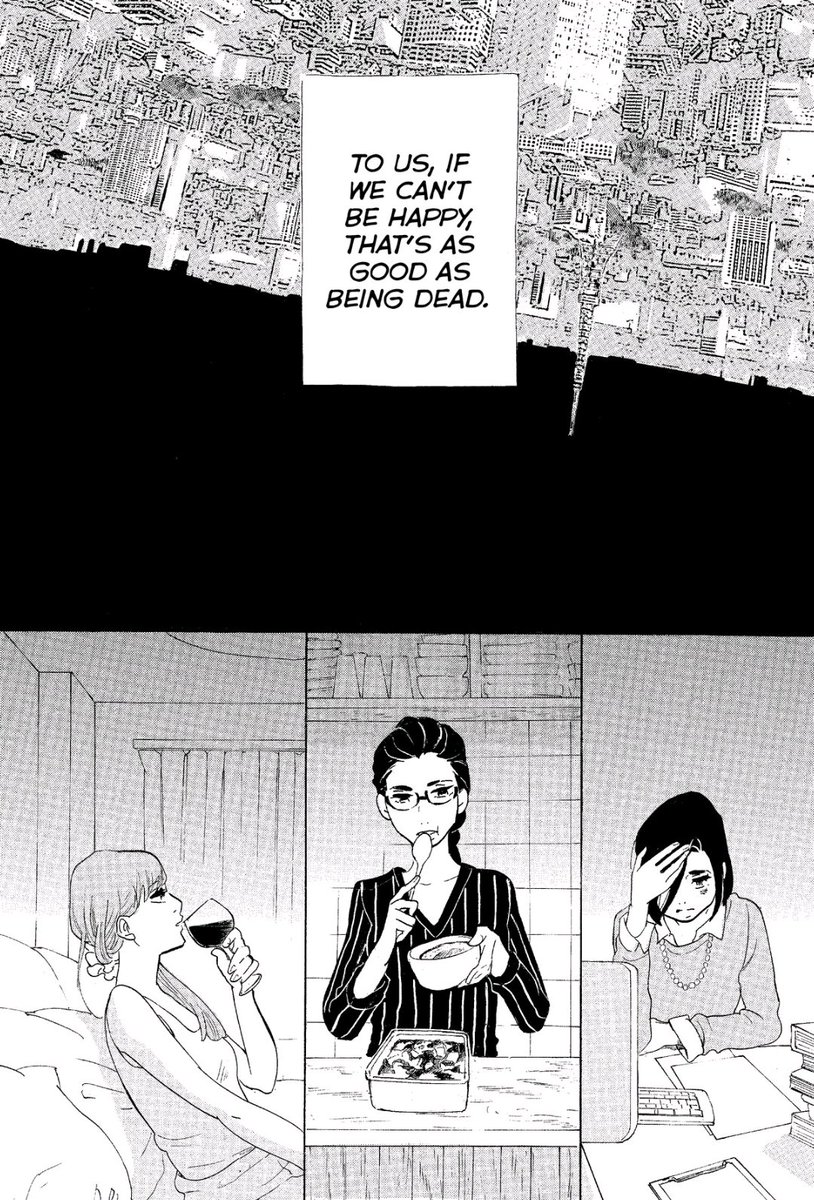 TO US, IF
WE CAN'T
BE HAPPY,
THAT'S AS
GOOD AS
BEING DEAD.